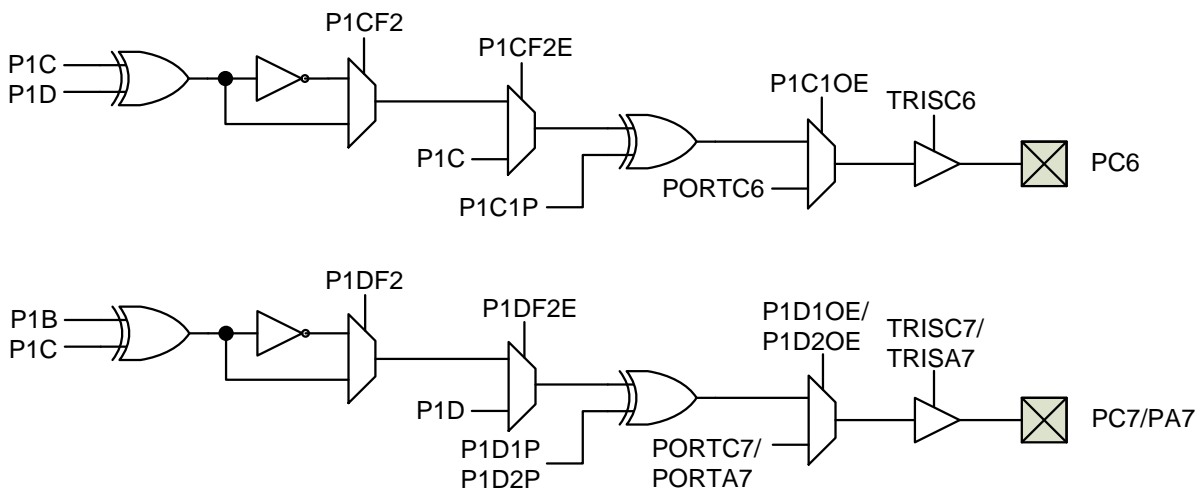 P1CF2
P1CF2E
P1C
P1D
P1C1OE
TRISC6
P1C
PORTC6
PC6
P1C1P
P1DF2
P1DF2E
P1B
P1C
P1D1OE/
P1D2OE
TRISC7/
TRISA7
P1D
P1D1P
P1D2P
PORTC7/
PORTA7
PC7/PA7